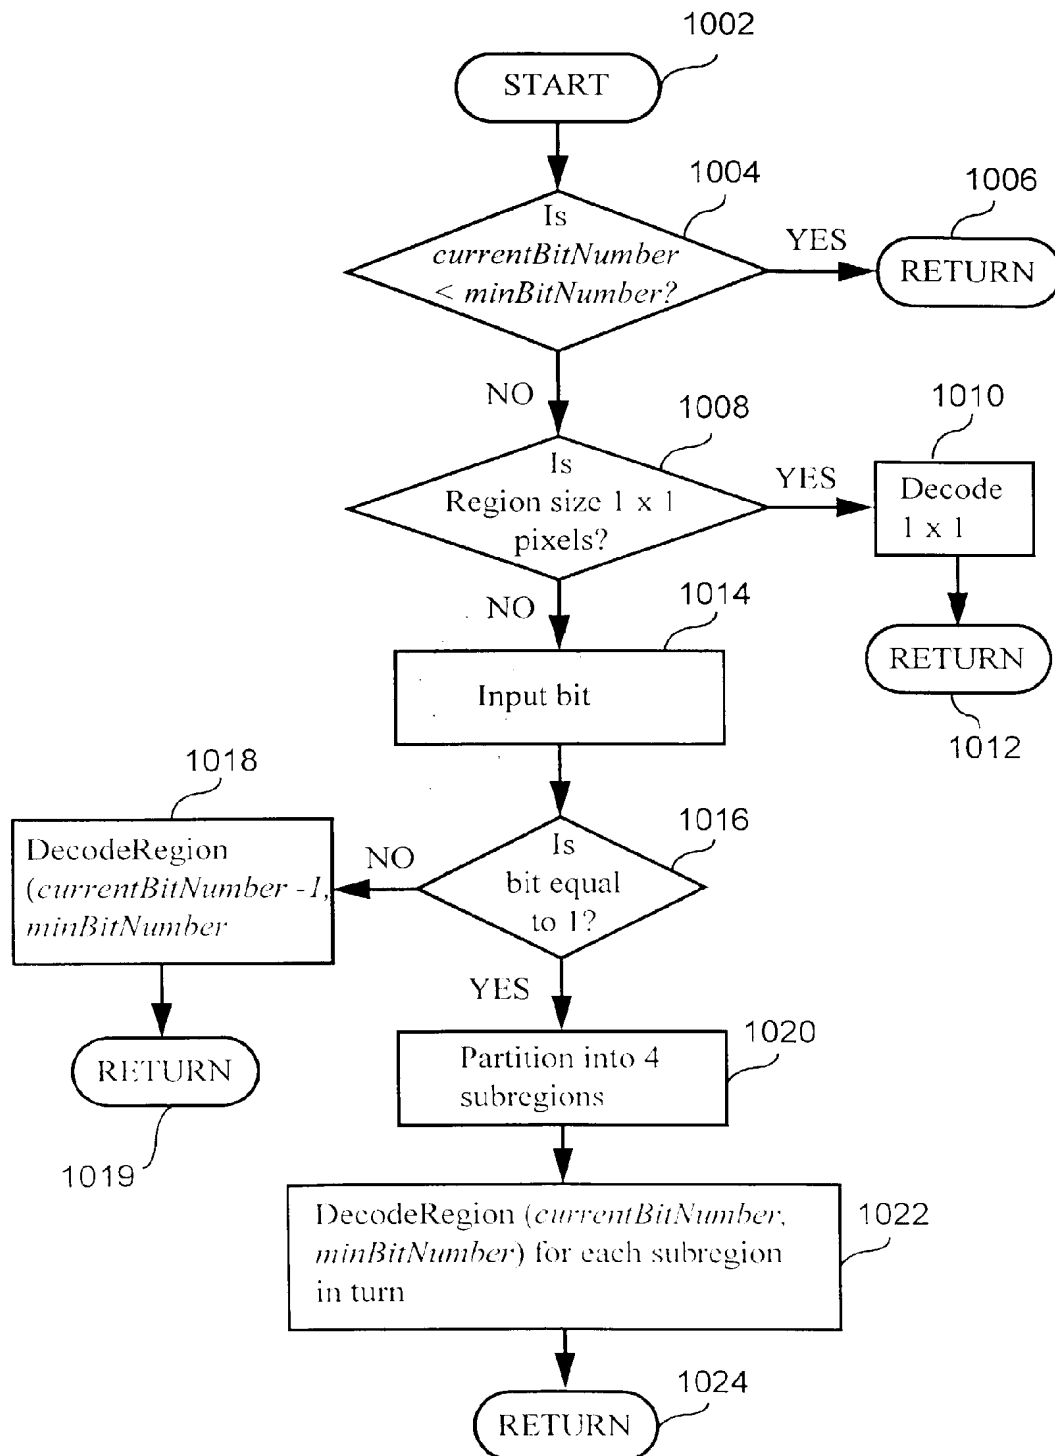 1002
START
1004
Is
currentBitNumber
< minBitNumber?
YES
1006
RETURN
NO
1008
Is
Region size 1 x 1
pixels?
YES
1010
Decode
1 x 1
RETURN
1012
NO
1014
Input bit
1016
Is
bit equal
to 1?
NO
1018
DecodeRegion
(currentBitNumber -1,
minBitNumber
RETURN
1019
YES
1020
Partition into 4
subregions
1022
DecodeRegion (currentBitNumber,
minBitNumber) for each subregion
in turn
1024
RETURN